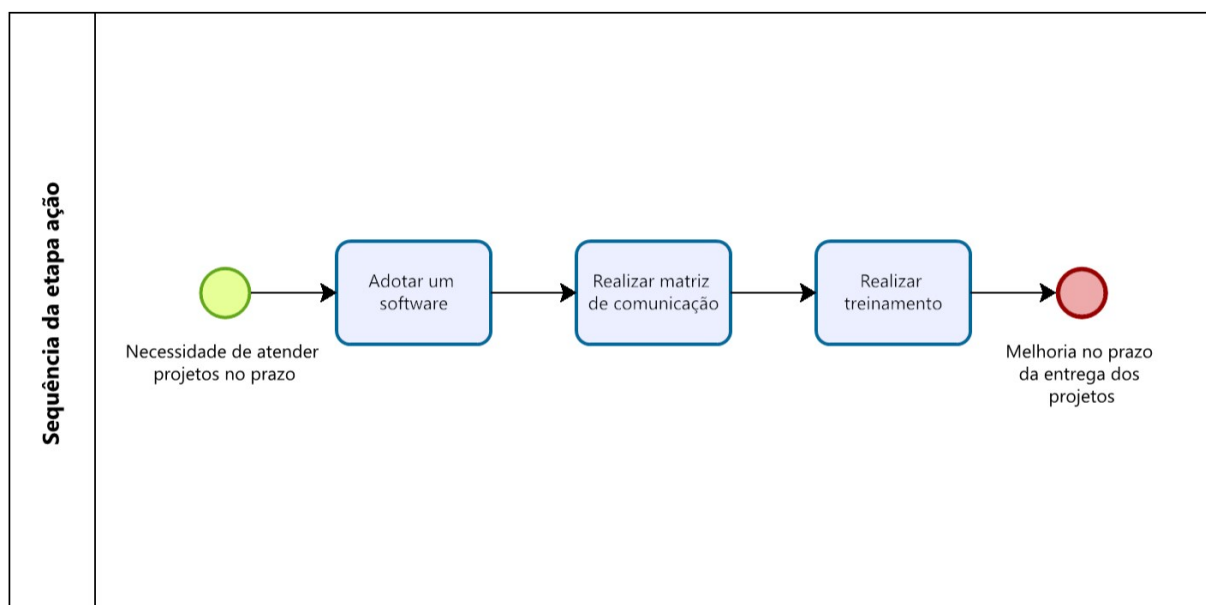 Sequência da etapa ação
Necessidade de atender
projetos no prazo
Adotar um
software
Realizar matriz
de comunicação
Realizar
treinamento
Melhoria no prazo
da entrega dos
projetos